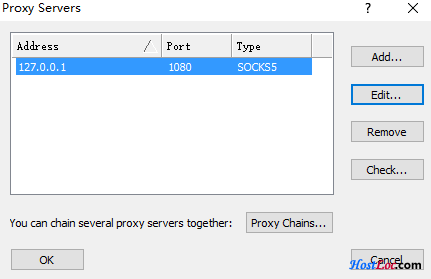 Proxy Servers
?
Address Port Type
127.0.0.1 1080 SOCKS5
Add...
Edit...
Remove
Check...
You can chain several proxy servers together: Proxy Chains...
OK Cancel
HostLoc.com